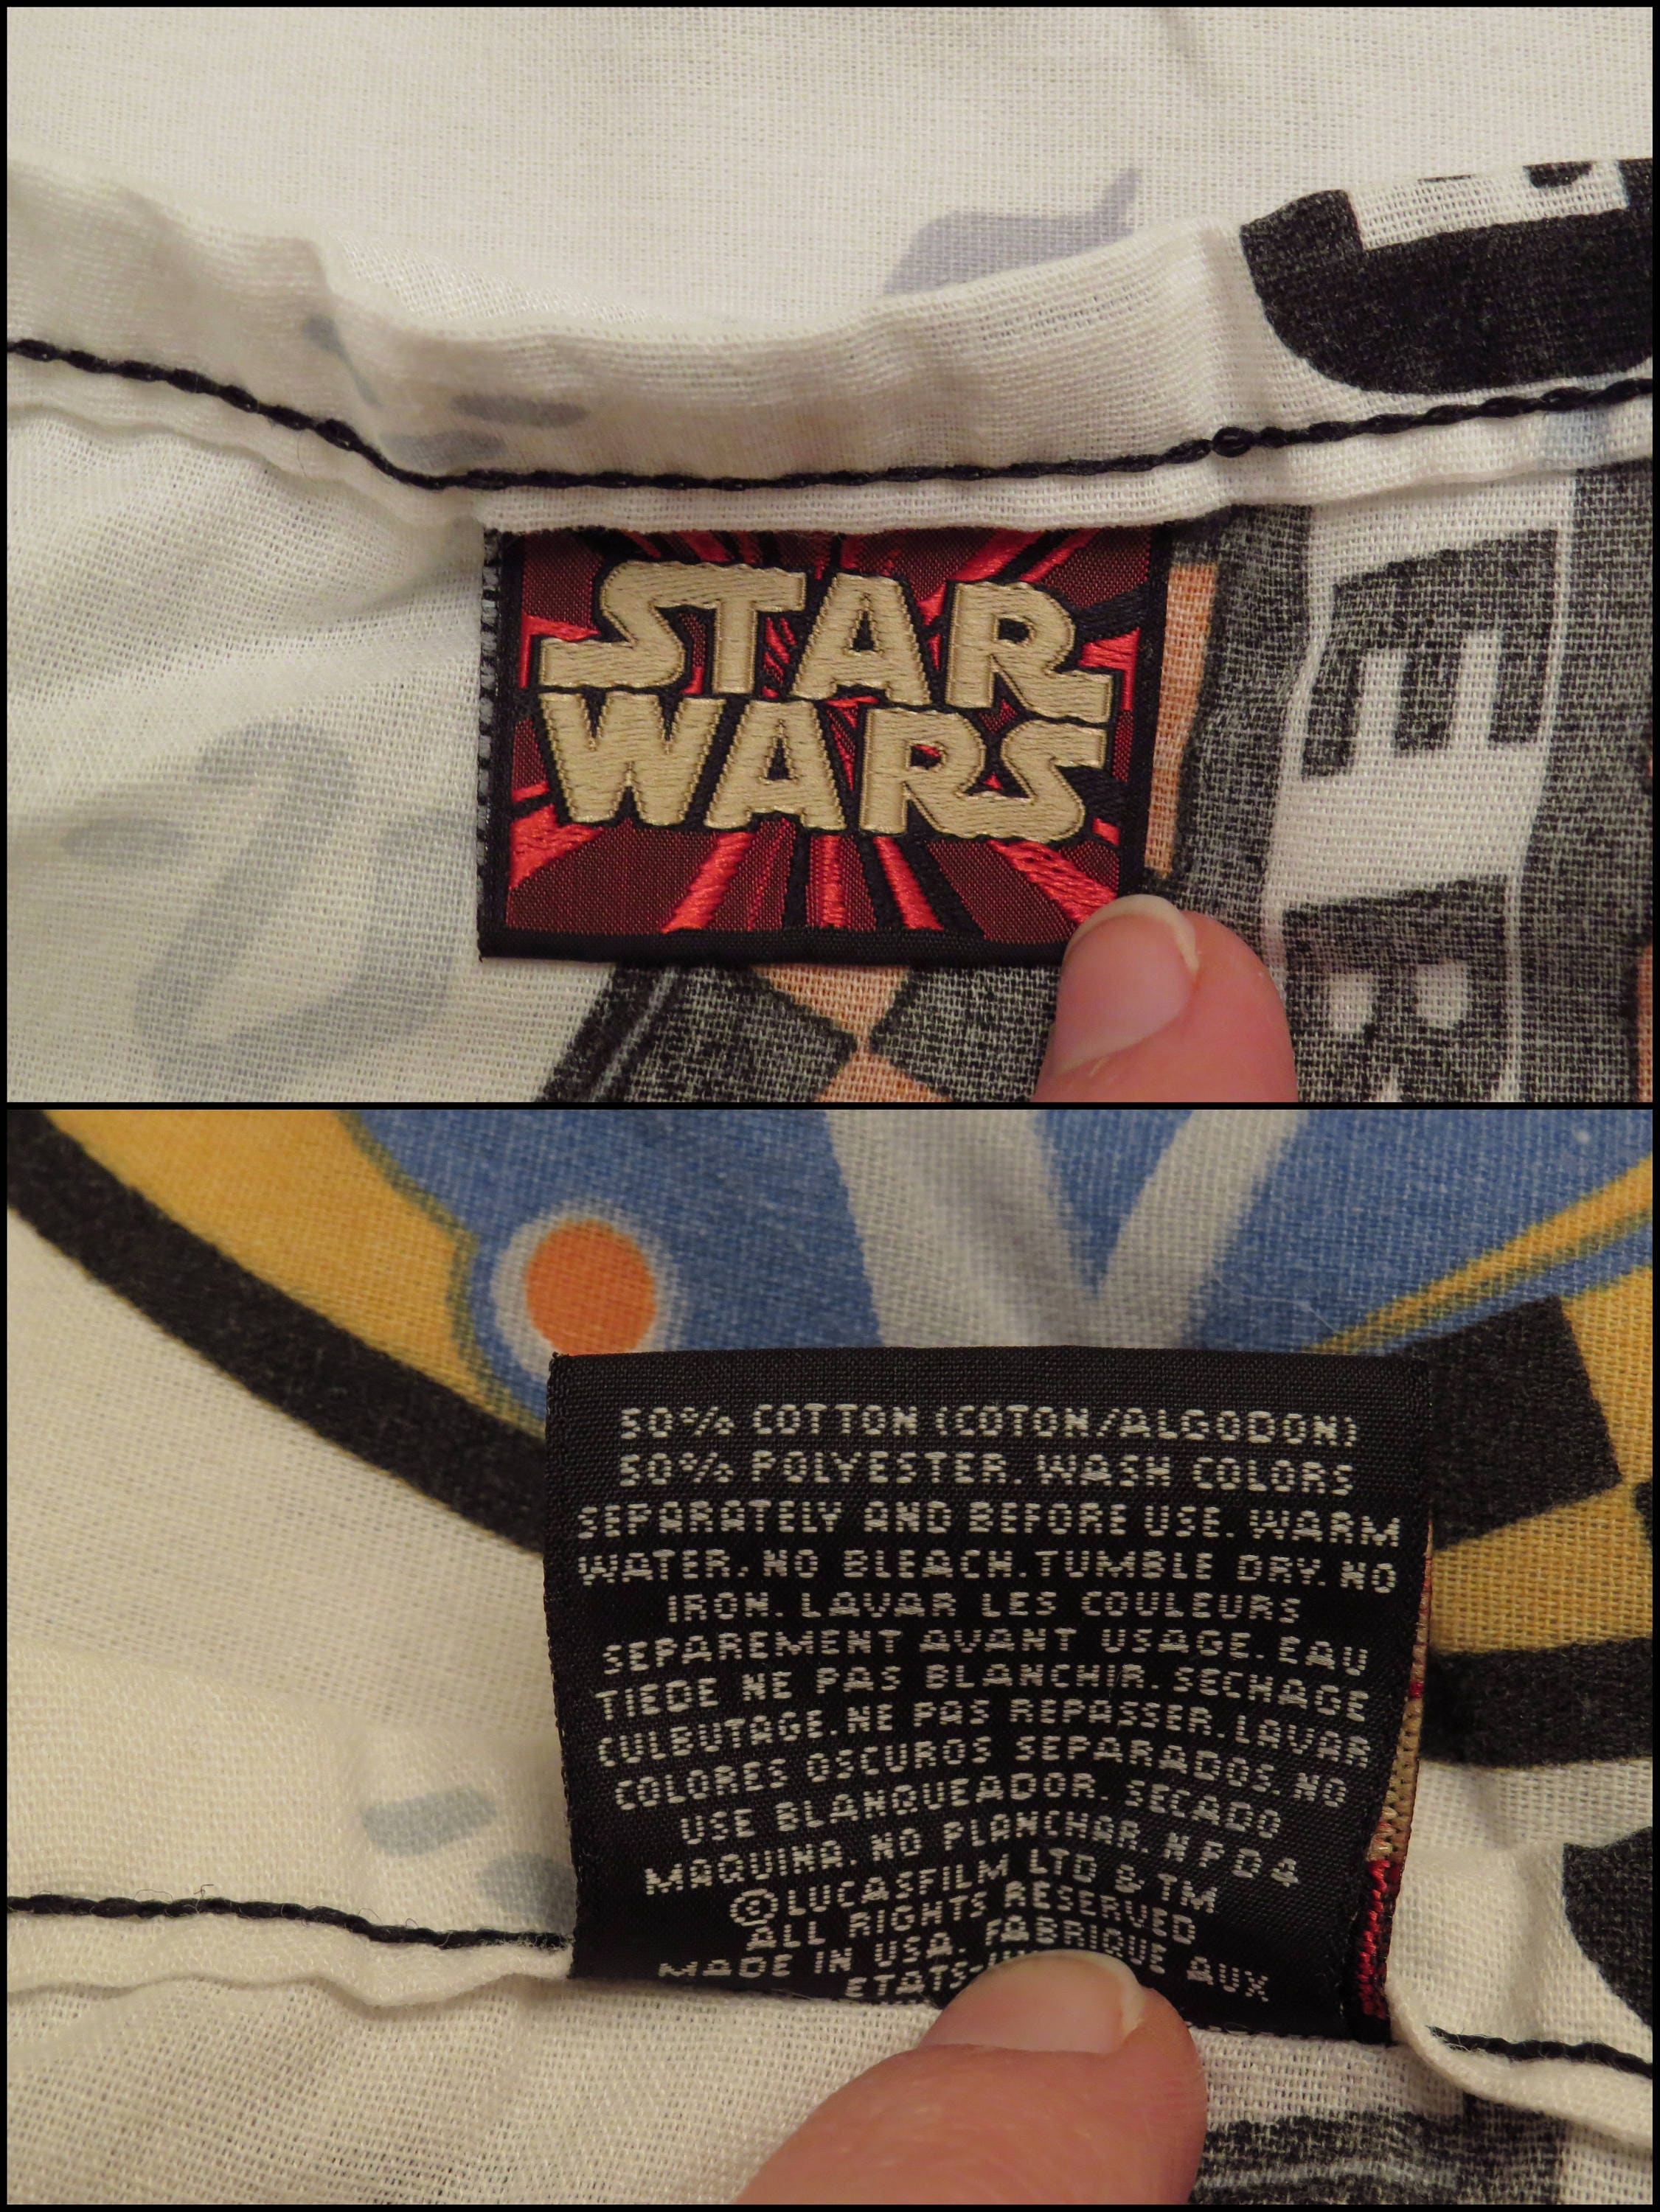 STAR
WARS
E
B
50% COTTON (COTON/ALGODON)
50% POLYESTER. WASH COLORS
SEPARATELY AND BEFORE USE. WARM
WATER. NO BLEACH. TUMBLE DRY. NO
IRON. LAVAR LES COULEURS
SEPAREMENT AVANT USAGE. EAU
TIEDE NE PAS BLANCHIR. SECHAGE
CULBUTAGE. NE PAS REPASSER. LAVAR
COLORES OSCUROS SEPARADOS. NO
USE BLANQUEADOR. SECADO
MAQUINA. NO PLANCHAR. NFD4
©LUCASFILM LTD & TM
ALL RIGHTS RESERVED
MADE IN USA. FABRIQUE AUX